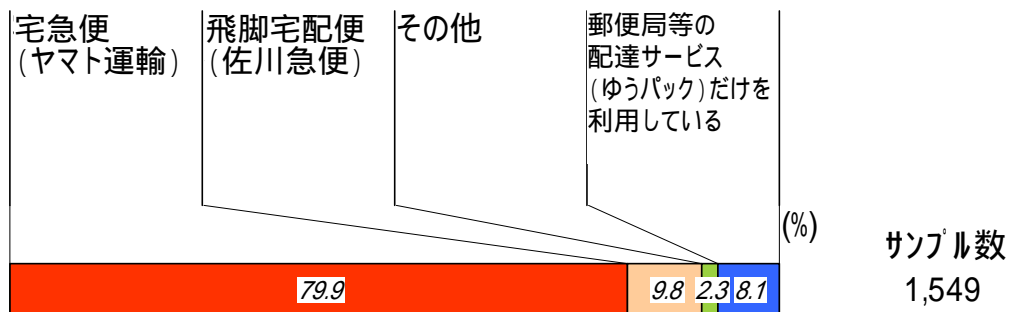 宅急便
(ヤマト運輸)
飛脚宅配便
(佐川急便)
その他
郵便局等の
配達サービス
(ゆうパック)だけを
利用している
(%)
サンプル数
79.9
9.8
2.3
8.1
1,549